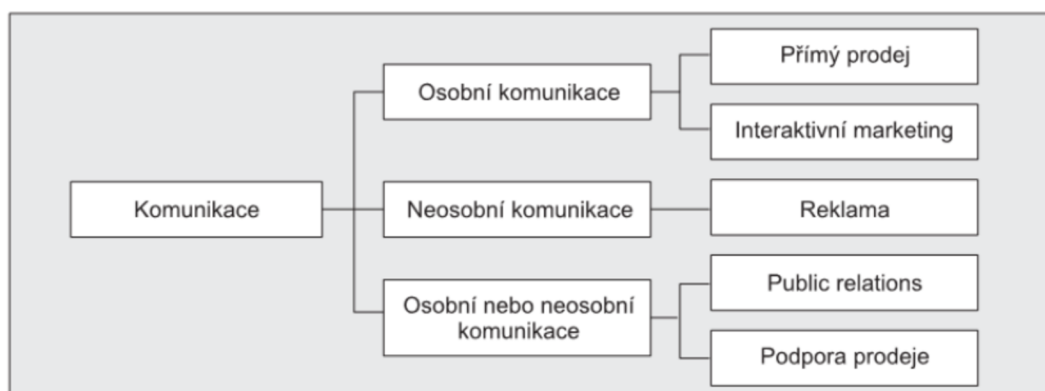 Komunikace
Osobní komunikace
Přímý prodej
Interaktivní marketing
Neosobní komunikace
Reklama
Osobní nebo neosobní
komunikace
Public relations
Podpora prodeje